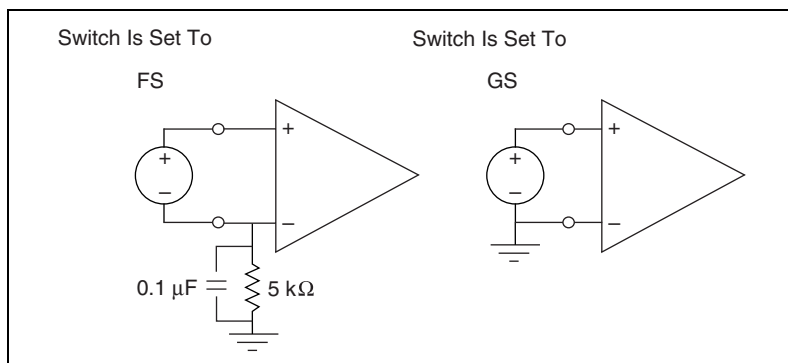 Switch Is Set To
FS
+
+
−
−
0.1 μF
5 kΩ
Switch Is Set To
GS
+
+
−
−